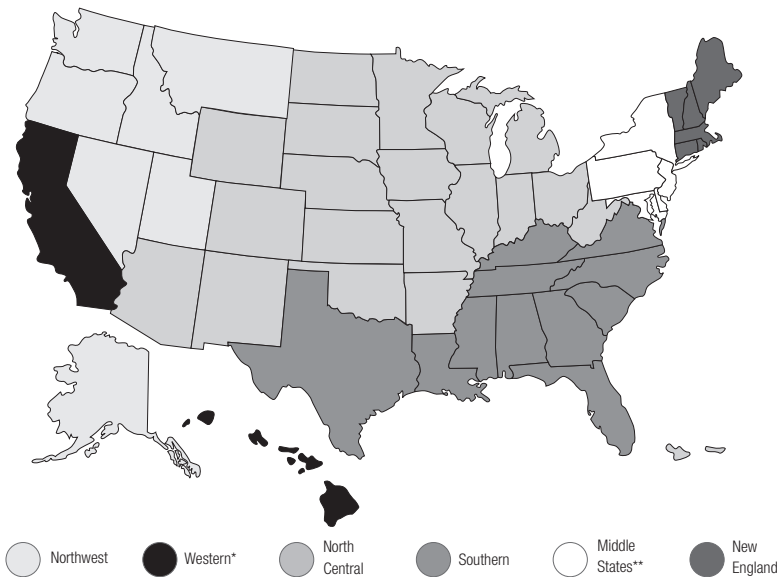 Northwest
Western*
North
Central
Southern
Middle
States**
New
England